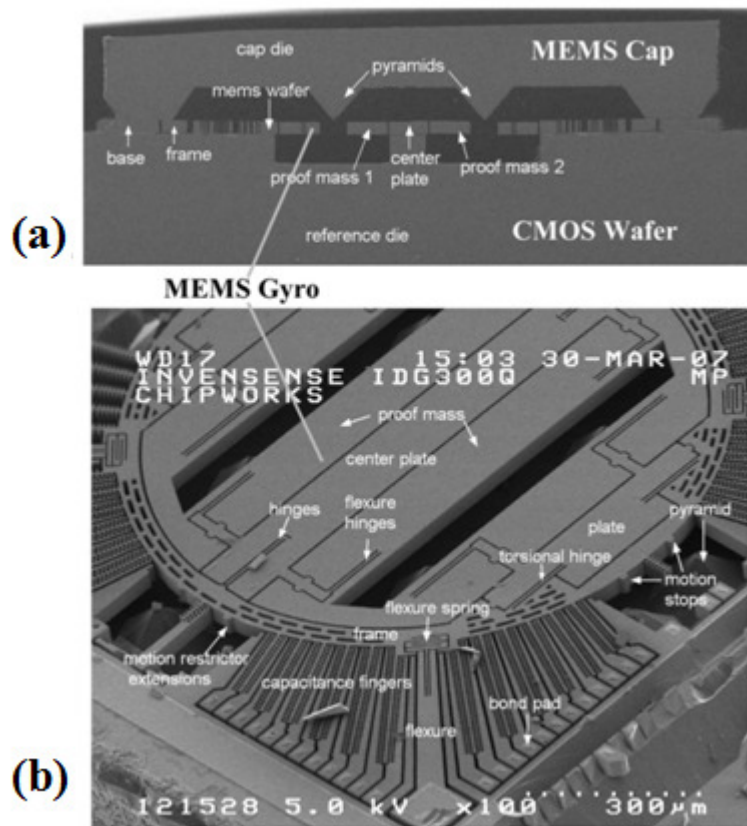 cap die
MEMS Cap
pyramids
mems wafer
base
frame
proof mass 1
center plate
proof mass 2
(a)
reference die
CMOS Wafer
MEMS Gyro
WD17 15:03 30-MAR-07
INVENSENSE IDG300Q MP
CHIPWORKS
proof mass
center plate
hinges
flexure hinges
plate
pyramid
torsional hinge
motion stops
flexure spring
frame
motion restrictor extensions
capacitance fingers
bond pad
flexure
(b)
I21528 5.0 kV x100 300µm